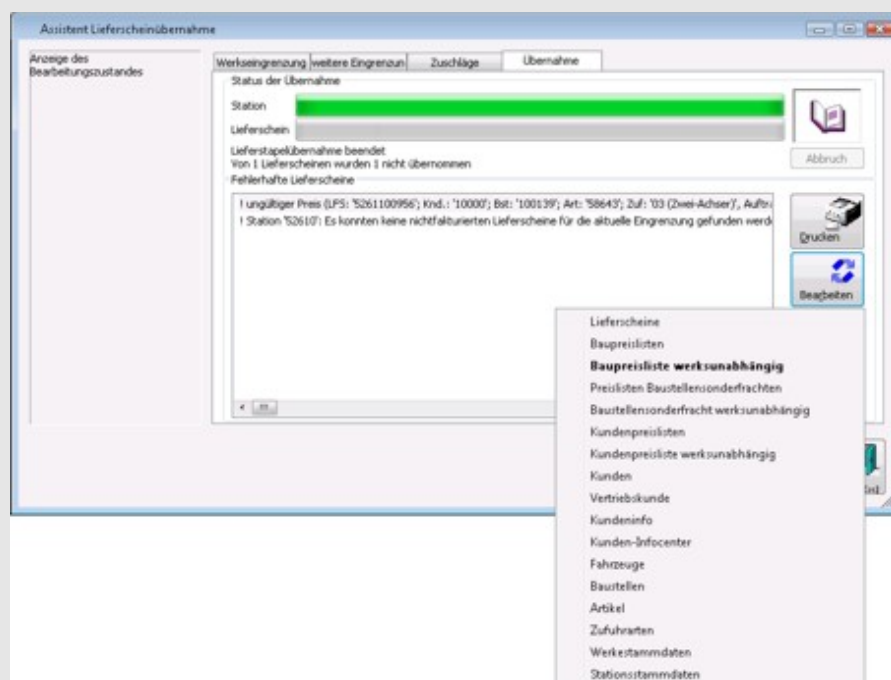 Assistent Lieferscheinübernahme
Anzeige des
Bearbeitungszustandes
Werkseingrenzung weitere Eingrenzun Zuschläge Übernahme
Status der Übernahme
Station
Lieferschein
Abbruch
Lieferstapelübernahme beendet
Von 1 Lieferscheinen wurden 1 nicht übernommen
Fehlerhafte Lieferscheine
! ungültiger Preis (LFS: '5261100956'; Knd.: '10000'; Bst: '100139'; Art: '58643'; Zuf: '03 (Zwei-Achser)', Auftra
! Station '52610': Es konnten keine nichtfakturierten Lieferscheine für die aktuelle Eingrenzung gefunden werd
Drucken
Bearbeiten
Lieferscheine
Baupreislisten
Baupreisliste werksunabhängig
Preislisten Baustellensonderfrachten
Baustellensonderfracht werksunabhängig
Kundenpreislisten
Kundenpreisliste werksunabhängig
Kunden
Vertriebskunde
Kundeninfo
Kunden-Infocenter
Fahrzeuge
Baustellen
Artikel
Zufuhrarten
Werkestammdaten
Stationsstammdaten